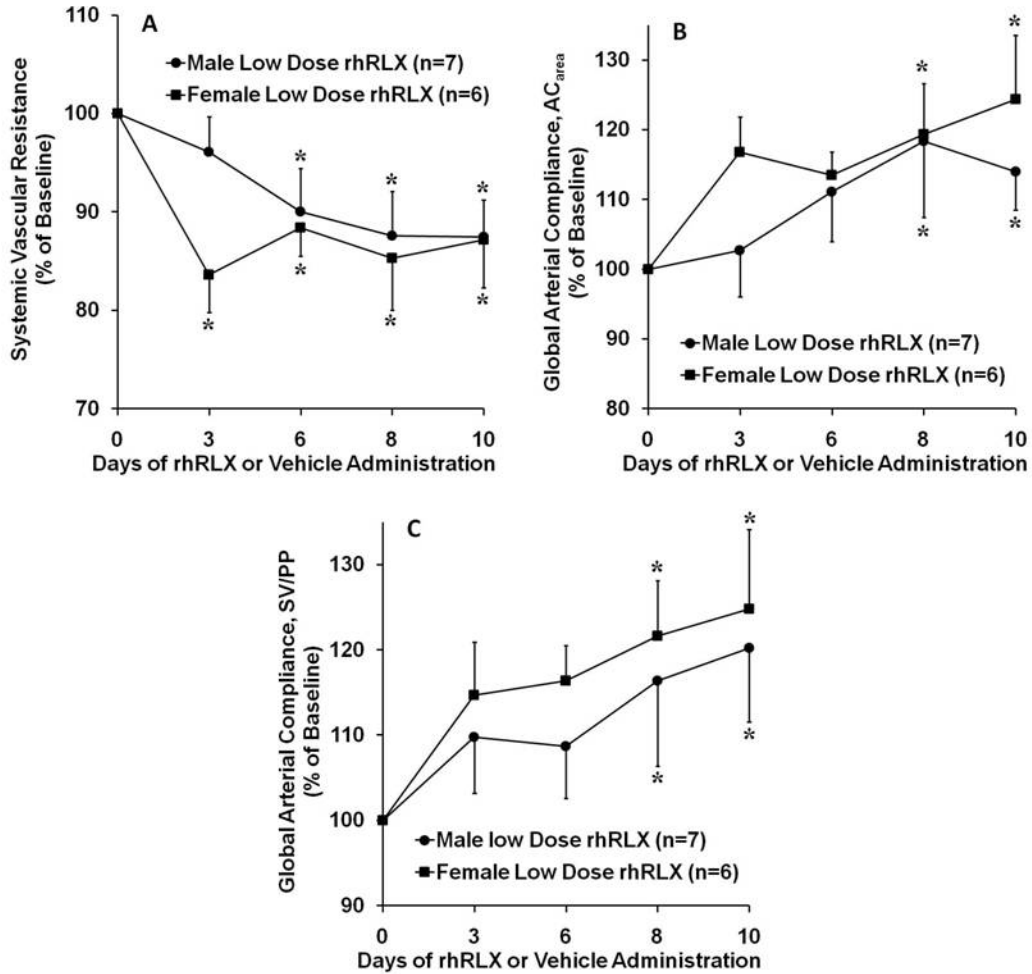 A
Systemic Vascular Resistance
(% of Baseline)
110
100
90
80
70
Male Low Dose rhRLX (n=7)
Female Low Dose rhRLX (n=6)
*
*
*
*
*
*
*
0
3
6
8
10
Days of rhRLX or Vehicle Administration
B
Global Arterial Compliance, ACarea
(% of Baseline)
130
120
110
100
90
80
*
*
*
*
Male Low Dose rhRLX (n=7)
Female Low Dose rhRLX (n=6)
0
3
6
8
10
Days of rhRLX or Vehicle Administration
C
Global Arterial Compliance, SV/PP
(% of Baseline)
130
120
110
100
90
*
*
*
*
Male low Dose rhRLX (n=7)
Female Low Dose rhRLX (n=6)
0
3
6
8
10
Days of rhRLX or Vehicle Administration